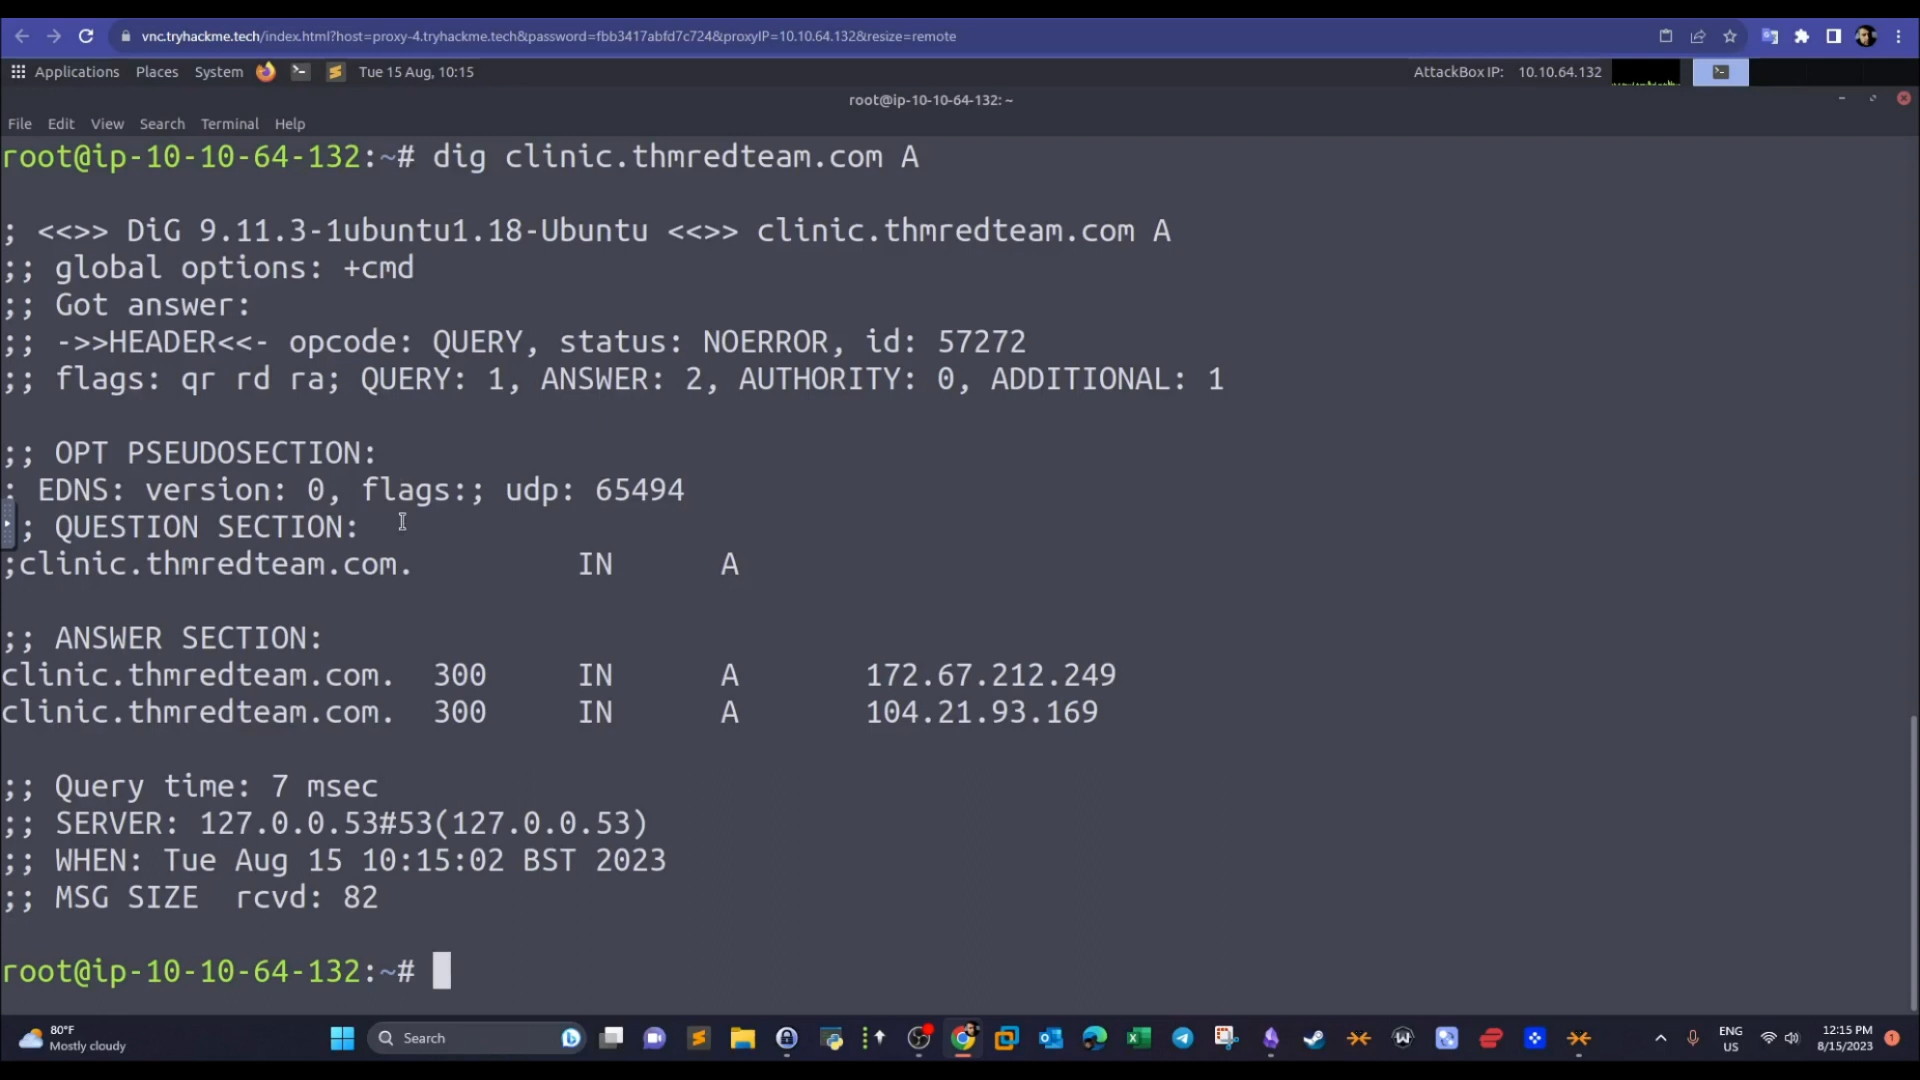 vnc.tryhackme.tech/index.html?host=proxy-4.tryhackme.tech&password=fbb3417abfd7c724&proxyIP=10.10.64.132&resize=remote
Applications Places System Tue 15 Aug, 10:15 AttackBox IP: 10.10.64.132
root@ip-10-10-64-132: ~
File Edit View Search Terminal Help
root@ip-10-10-64-132:~# dig clinic.thmredteam.com A
; <<>> DiG 9.11.3-1ubuntu1.18-Ubuntu <<>> clinic.thmredteam.com A
;; global options: +cmd
;; Got answer:
;; ->>HEADER<<- opcode: QUERY, status: NOERROR, id: 57272
;; flags: qr rd ra; QUERY: 1, ANSWER: 2, AUTHORITY: 0, ADDITIONAL: 1
;; OPT PSEUDOSECTION:
; EDNS: version: 0, flags:; udp: 65494
; QUESTION SECTION:
;clinic.thmredteam.com. IN A
;; ANSWER SECTION:
clinic.thmredteam.com. 300 IN A 172.67.212.249
clinic.thmredteam.com. 300 IN A 104.21.93.169
;; Query time: 7 msec
;; SERVER: 127.0.0.53#53(127.0.0.53)
;; WHEN: Tue Aug 15 10:15:02 BST 2023
;; MSG SIZE rcvd: 82
root@ip-10-10-64-132:~#
80°F
Mostly cloudy
Search
ENG
US
12:15 PM
8/15/2023
1